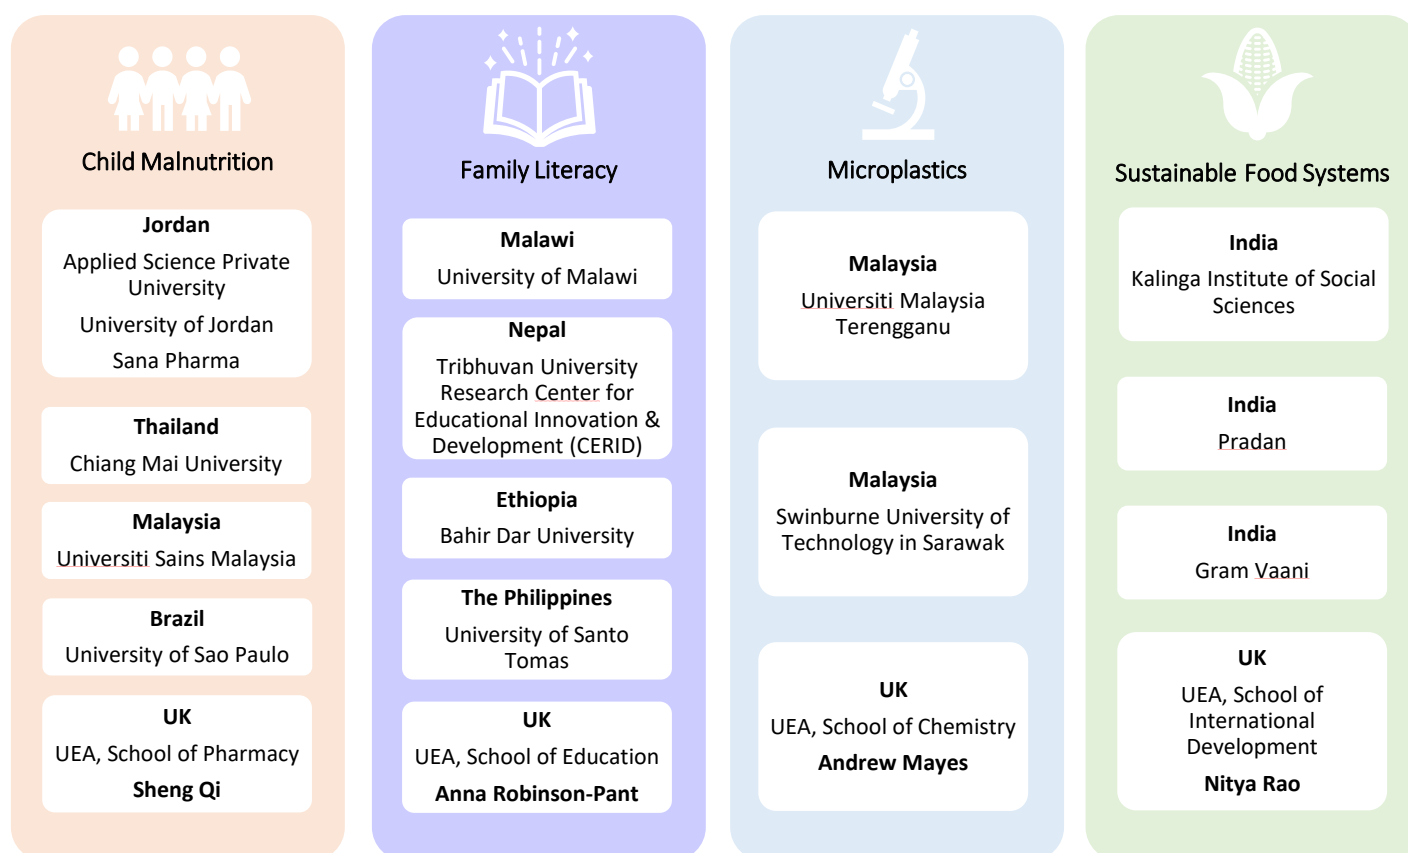 Child Malnutrition
Jordan
Applied Science Private
University
University of Jordan
Sana Pharma
Thailand
Chiang Mai University
Malaysia
Universiti Sains Malaysia
Brazil
University of Sao Paulo
UK
UEA, School of Pharmacy
Sheng Qi
Family Literacy
Malawi
University of Malawi
Nepal
Tribhuvan University
Research Center for
Educational Innovation &
Development (CERID)
Ethiopia
Bahir Dar University
The Philippines
University of Santo
Tomas
UK
UEA, School of Education
Anna Robinson-Pant
Microplastics
Malaysia
Universiti Malaysia
Terengganu
Malaysia
Swinburne University of
Technology in Sarawak
UK
UEA, School of Chemistry
Andrew Mayes
Sustainable Food Systems
India
Kalinga Institute of Social
Sciences
India
Pradan
India
Gram Vaani
UK
UEA, School of
International
Development
Nitya Rao